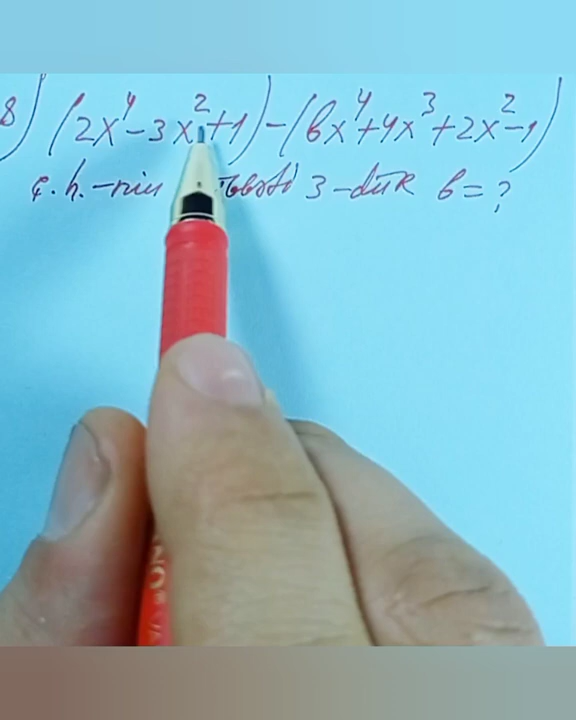 8) (2x⁴-3x²+1)-(bx⁴+4x³+2x²-1)
ç.h.-nin 3-dür b=?